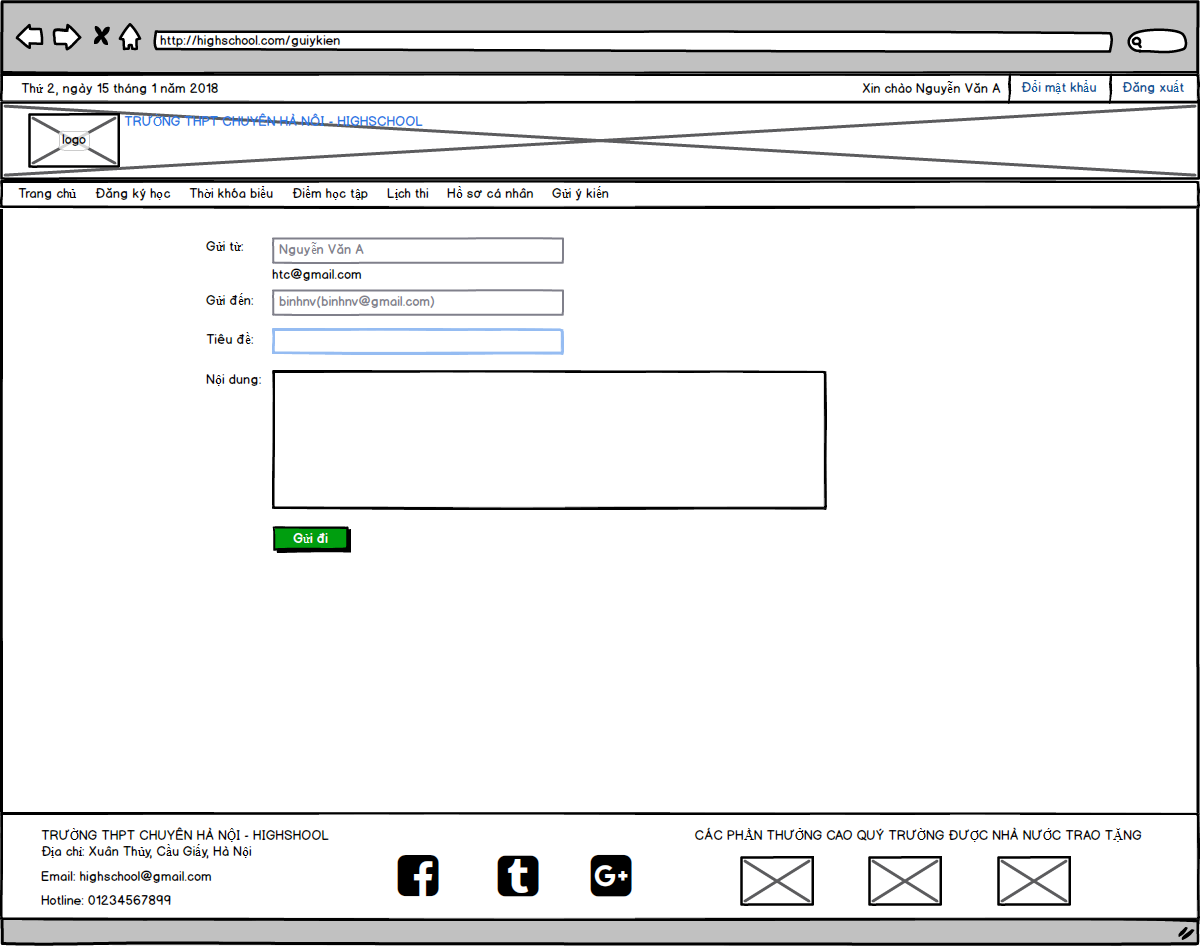 http://highschool.com/guiykien
Thứ 2, ngày 15 tháng 1 năm 2018
Xin chào Nguyễn Văn A
Đổi mật khẩu
Đăng xuất
logo
TRƯỜNG THPT CHUYÊN HÀ NỘI - HIGHSCHOOL
Trang chủ Đăng ký học Thời khóa biểu Điểm học tập Lịch thi Hồ sơ cá nhân Gửi ý kiến
Gửi từ: Nguyễn Văn A
htc@gmail.com
Gửi đến: binhnv(binhnv@gmail.com)
Tiêu đề:
Nội dung:
Gửi đi
TRƯỜNG THPT CHUYÊN HÀ NỘI - HIGHSHOOL
Địa chỉ: Xuân Thủy, Cầu Giấy, Hà Nội
Email: highschool@gmail.com
Hotline: 01234567899
f
t
G+
CÁC PHẦN THƯỞNG CAO QUÝ TRƯỜNG ĐƯỢC NHÀ NƯỚC TRAO TẶNG